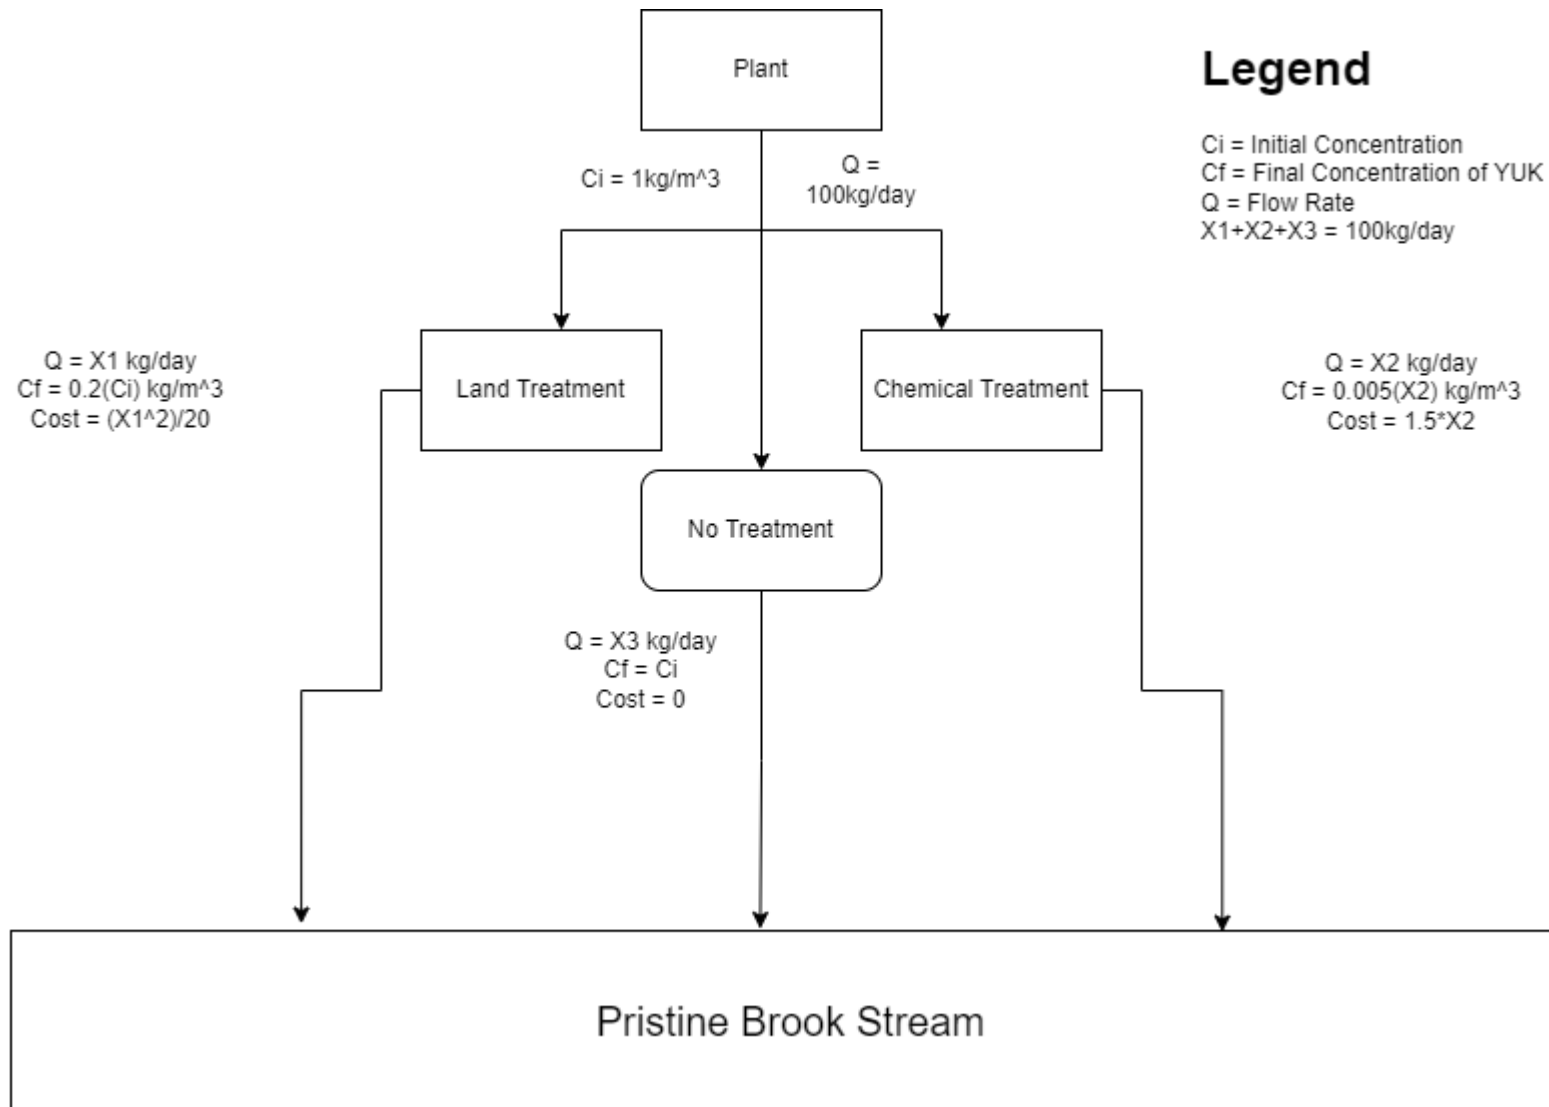 Plant
Legend
Ci = 1kg/m^3
Q =
100kg/day
Ci = Initial Concentration
Cf = Final Concentration of YUK
Q = Flow Rate
X1+X2+X3 = 100kg/day
Q = X1 kg/day
Cf = 0.2(Ci) kg/m^3
Cost = (X1^2)/20
Land Treatment
Chemical Treatment
Q = X2 kg/day
Cf = 0.005(X2) kg/m^3
Cost = 1.5*X2
No Treatment
Q = X3 kg/day
Cf = Ci
Cost = 0
Pristine Brook Stream